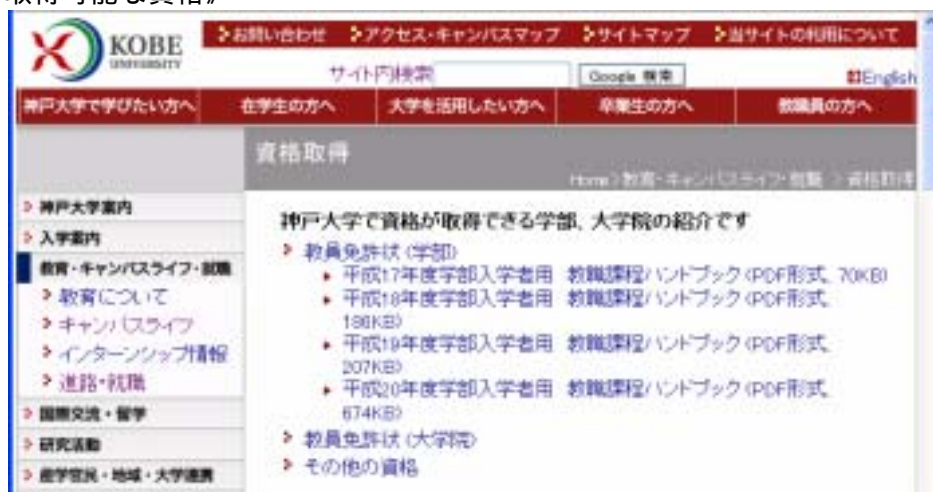 取得可能な資格》
KOBE
UNIVERSITY
お問い合わせ アクセス・キャンパスマップ サイトマップ 当サイトの利用について
サイト内検索 Google 検索 English
神戸大学で学びたい方へ 在学生の方へ 大学を活用したい方へ 卒業生の方へ 教職員の方へ
資格取得
Home > 教育・キャンパスライフ・就職 > 資格取得
神戸大学案内
入学案内
教育・キャンパスライフ・就職
教育について
キャンパスライフ
インターンシップ情報
進路・就職
国際交流・留学
研究活動
産学官民・地域・大学連携
神戸大学で資格が取得できる学部、大学院の紹介です
教員免許状(学部)
平成17年度学部入学者用 教職課程ハンドブック(PDF形式、70KB)
平成18年度学部入学者用 教職課程ハンドブック(PDF形式、
186KB)
平成19年度学部入学者用 教職課程ハンドブック(PDF形式、
207KB)
平成20年度学部入学者用 教職課程ハンドブック(PDF形式、
674KB)
教員免許状(大学院)
その他の資格